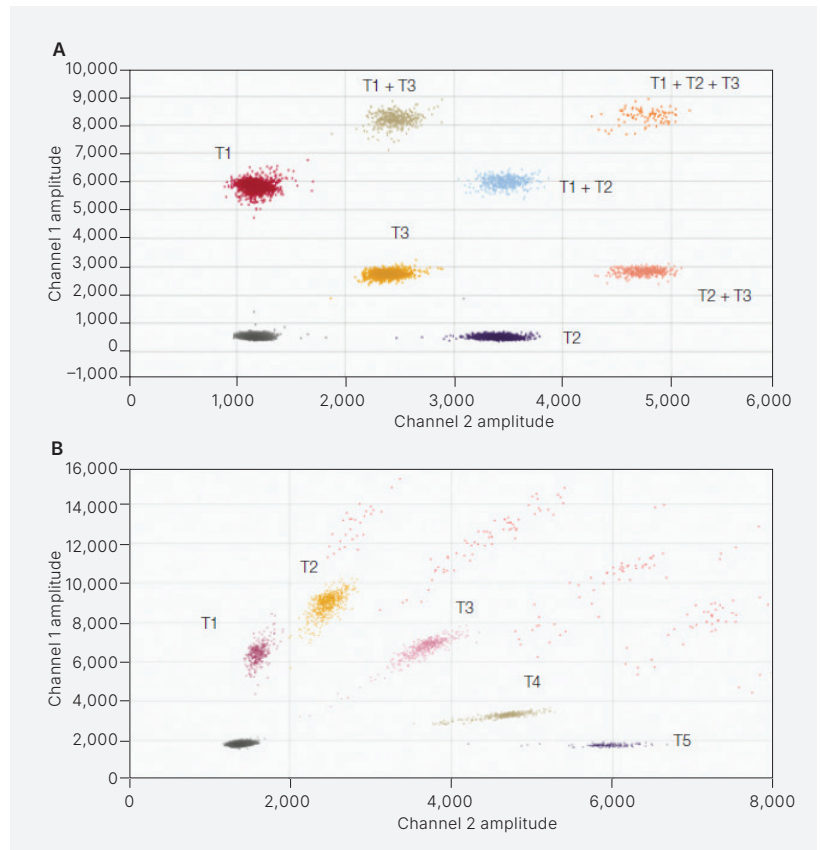 A
10,000
9,000
8,000
7,000
6,000
5,000
4,000
3,000
2,000
1,000
0
–1,000
Channel 1 amplitude
T1 + T3
T1 + T2 + T3
T1
T1 + T2
T3
T2 + T3
T2
0 1,000 2,000 3,000 4,000 5,000 6,000
Channel 2 amplitude
B
16,000
14,000
12,000
10,000
8,000
6,000
4,000
2,000
0
Channel 1 amplitude
T2
T1
T3
T4
T5
0 2,000 4,000 6,000 8,000
Channel 2 amplitude